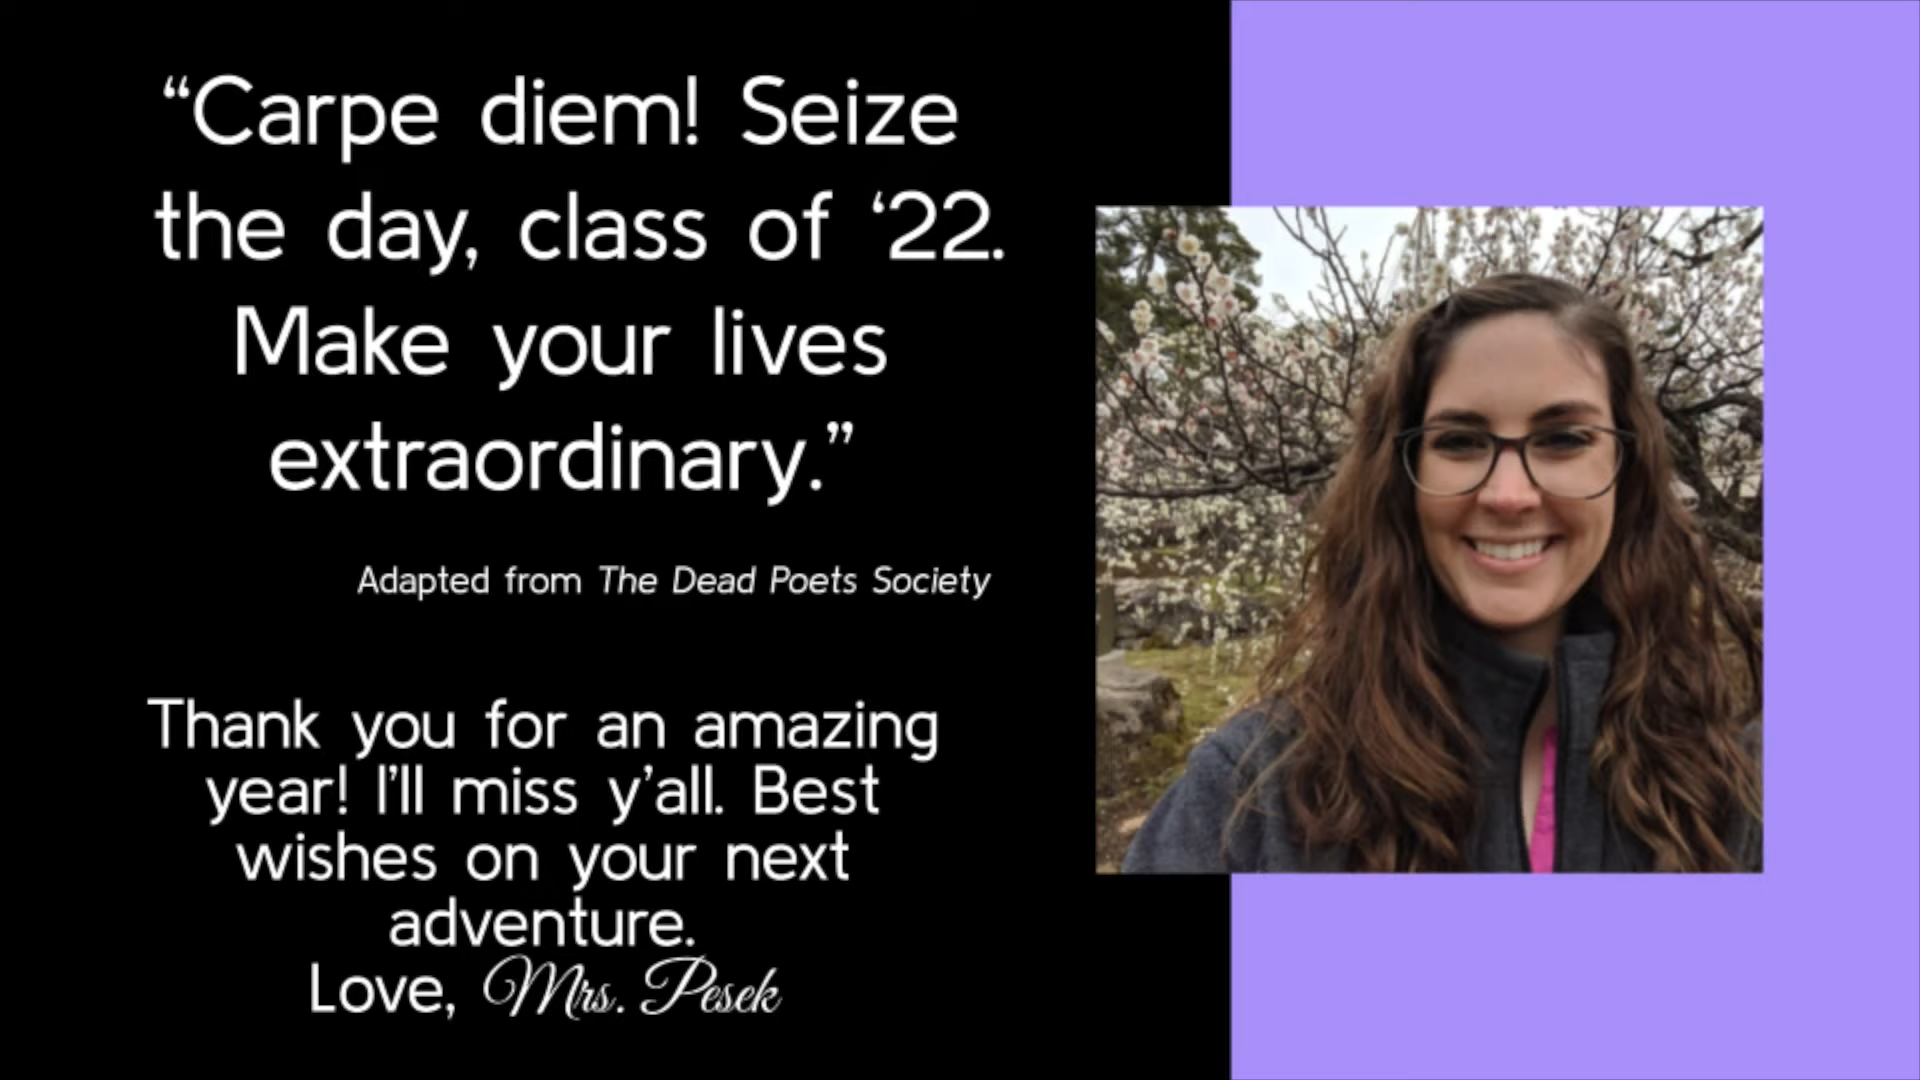 “Carpe diem! Seize
the day, class of ‘22.
Make your lives
extraordinary.”
Adapted from The Dead Poets Society
Thank you for an amazing
year! I’ll miss y’all. Best
wishes on your next
adventure.
Love, Mrs. Pesek